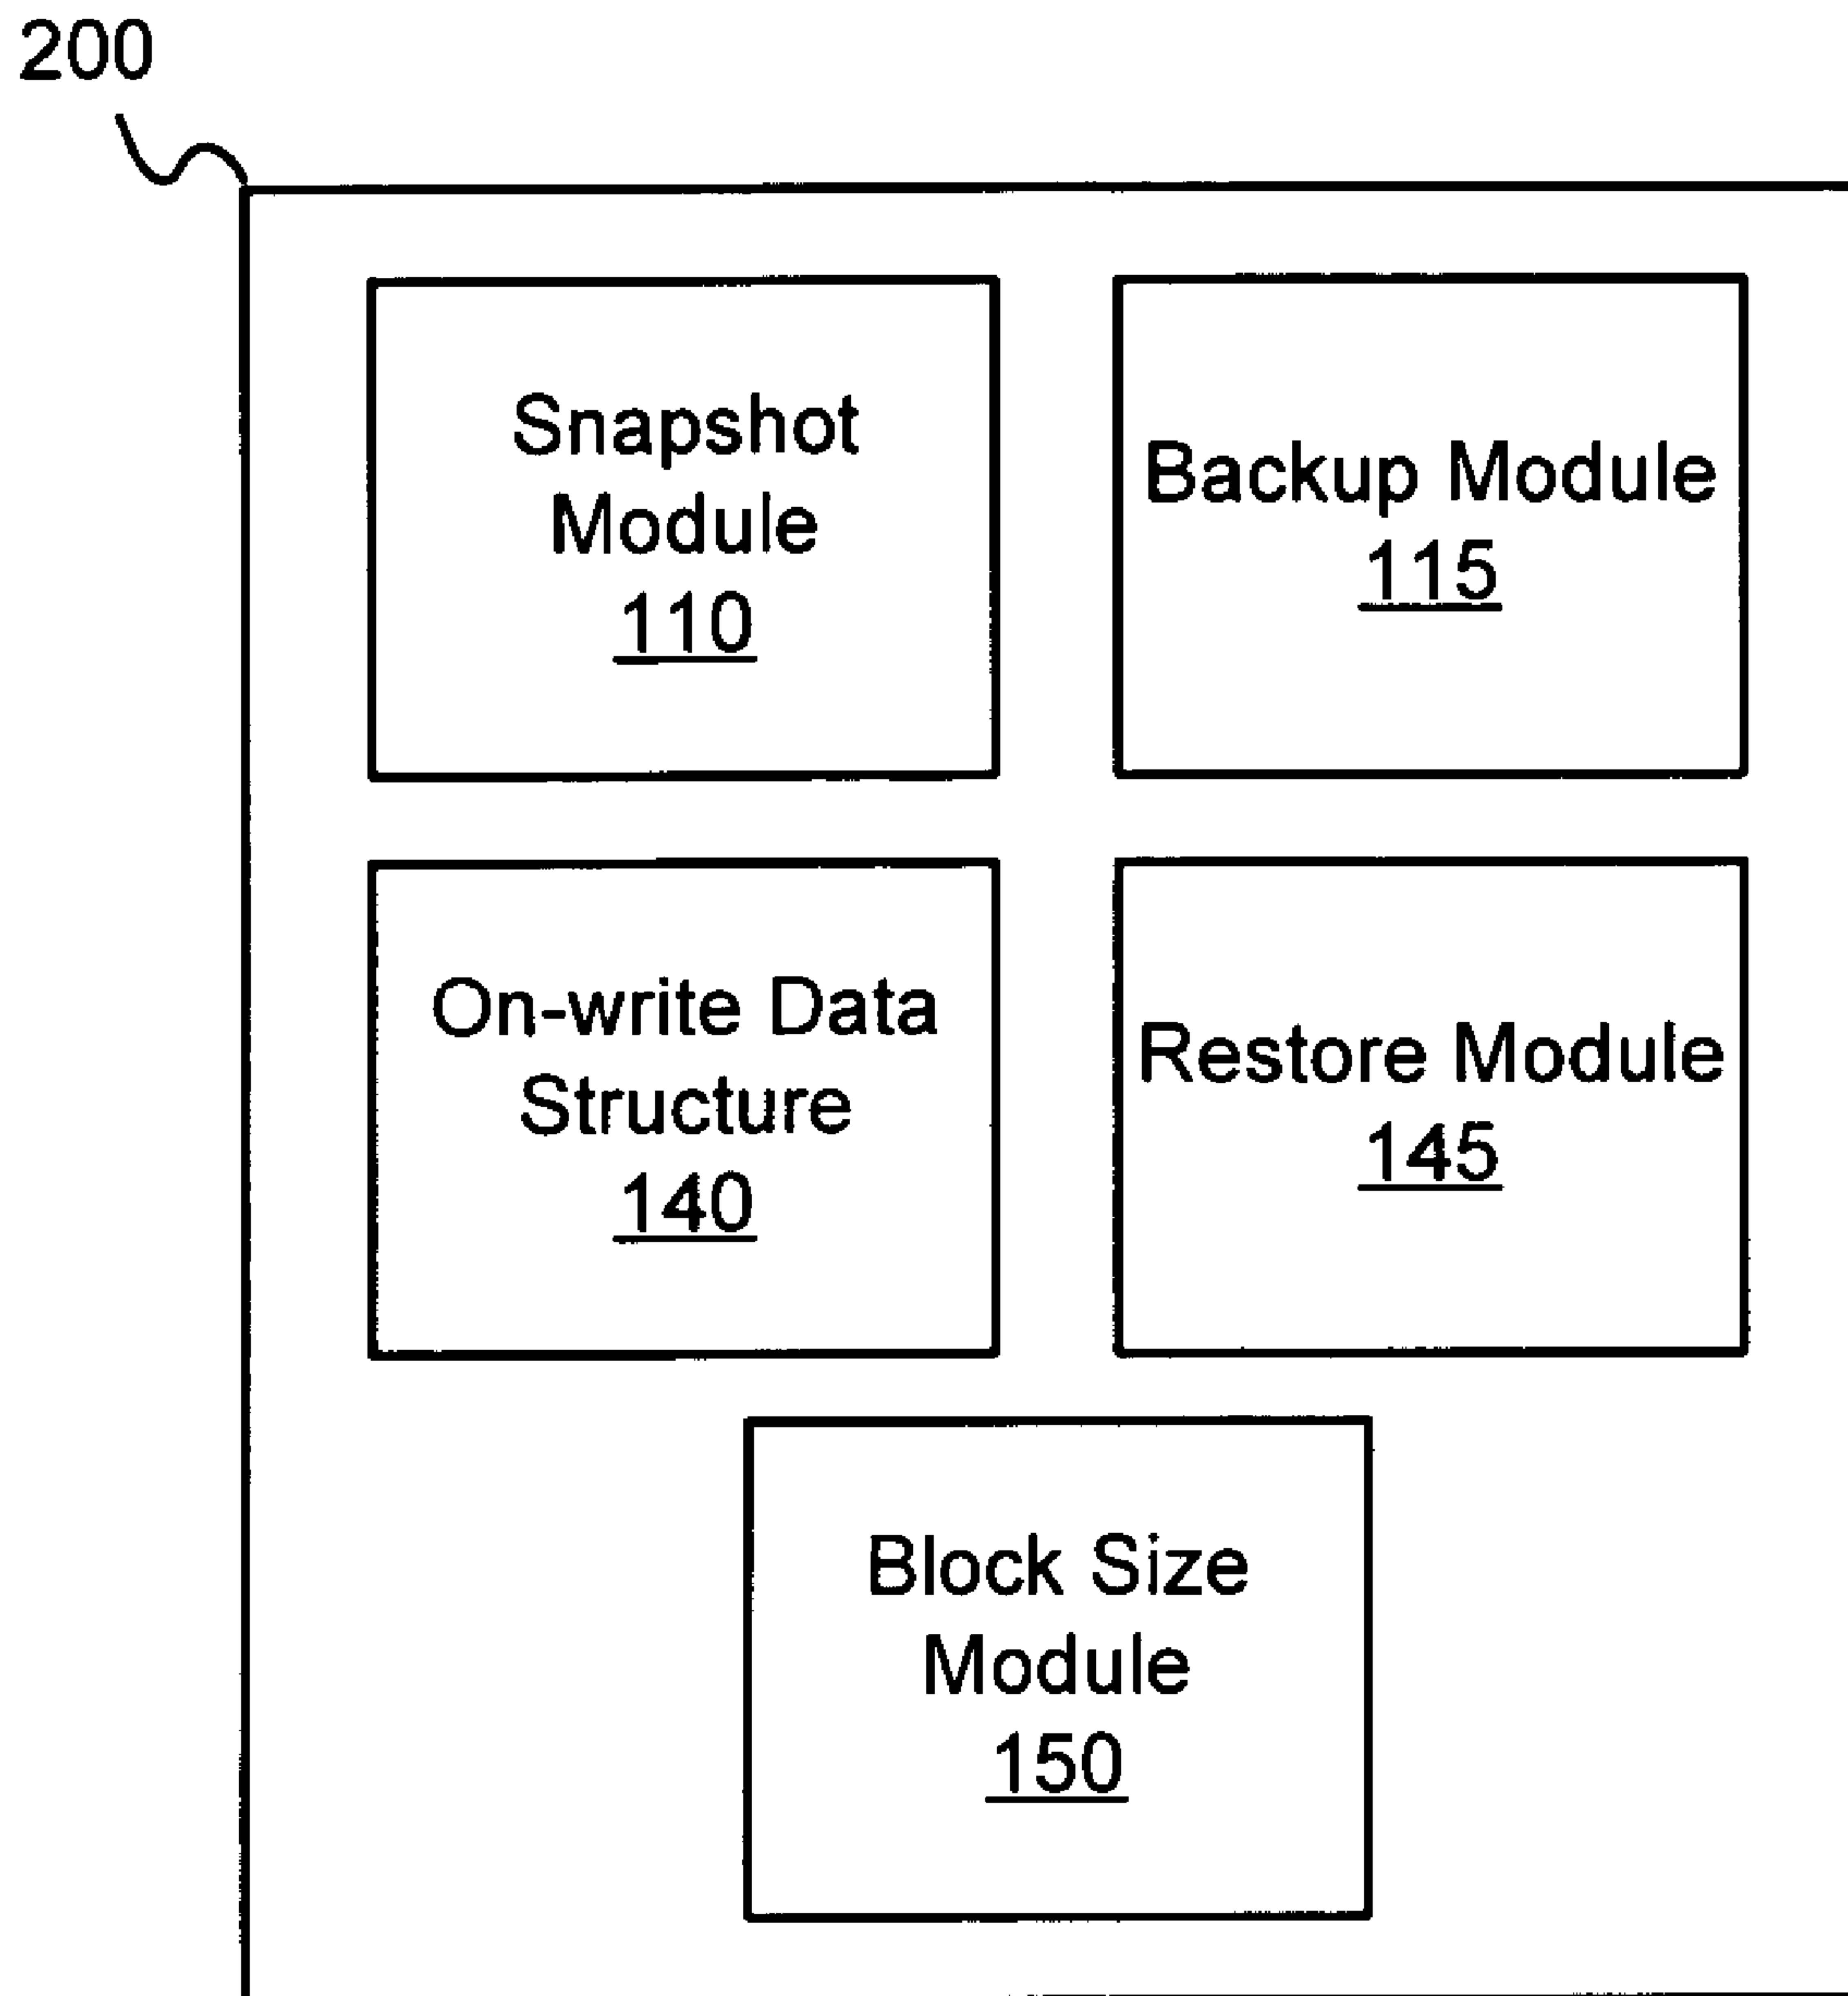 200
Snapshot
Module
110
Backup Module
115
On-write Data
Structure
140
Restore Module
145
Block Size
Module
150